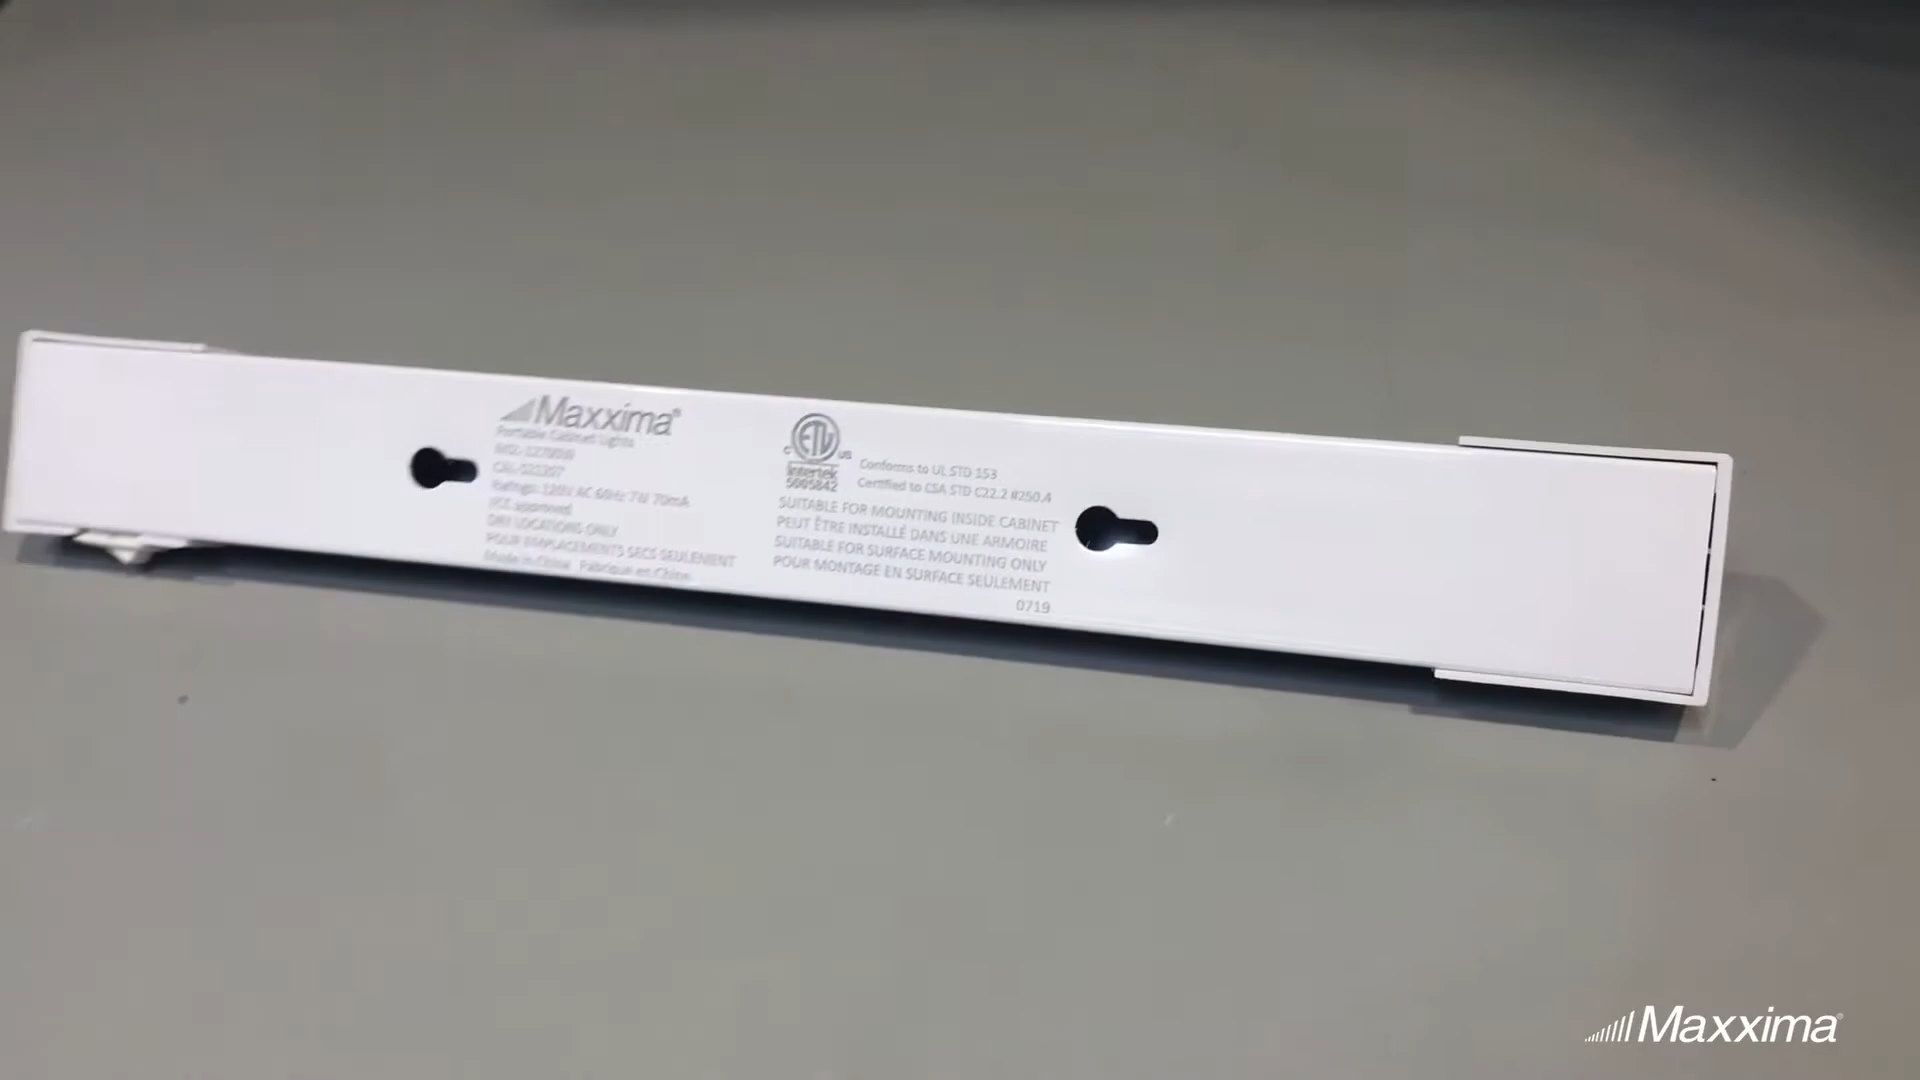 Maxxima®
Portable Cabinet Lights
Ratings: 120V AC 60Hz 7W 70mA
FCC approved
DRY LOCATIONS ONLY
POUR EMPLACEMENTS SECS SEULEMENT
Made in China Fabriqué en Chine
ETL
C US
Intertek
5005842
Conforms to UL STD 153
Certified to CSA STD C22.2 #250.4
SUITABLE FOR MOUNTING INSIDE CABINET
PEUT ÊTRE INSTALLÉ DANS UNE ARMOIRE
SUITABLE FOR SURFACE MOUNTING ONLY
POUR MONTAGE EN SURFACE SEULEMENT
0719
Maxxima®